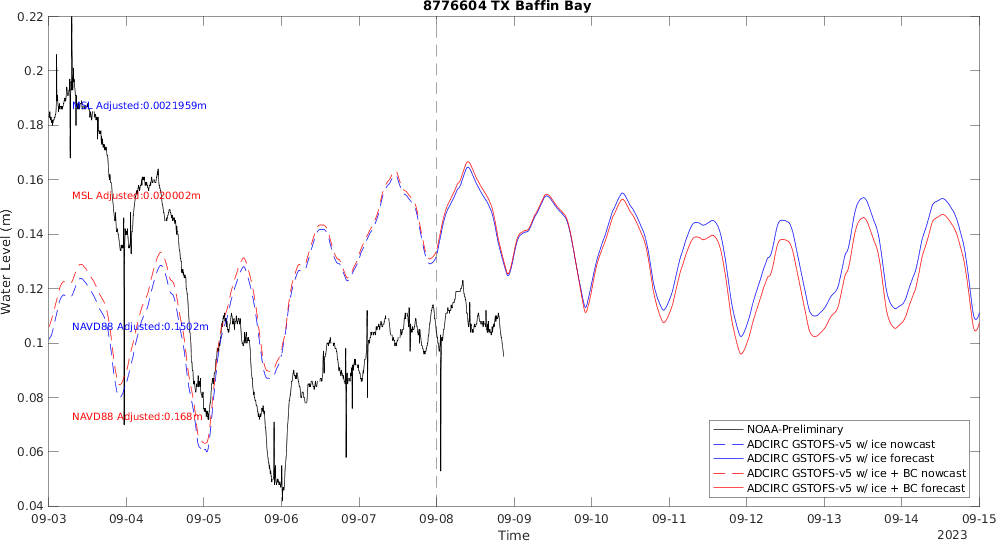 8776604 TX Baffin Bay
Water Level (m)
0.22
0.2
0.18
0.16
0.14
0.12
0.1
0.08
0.06
0.04
MSL Adjusted:0.0021959m
MSL Adjusted:0.020002m
NAVD88 Adjusted:0.1502m
NAVD88 Adjusted:0.168m
NOAA-Preliminary
ADCIRC GSTOFS-v5 w/ ice nowcast
ADCIRC GSTOFS-v5 w/ ice forecast
ADCIRC GSTOFS-v5 w/ ice + BC nowcast
ADCIRC GSTOFS-v5 w/ ice + BC forecast
09-03 09-04 09-05 09-06 09-07 09-08 09-09 09-10 09-11 09-12 09-13 09-14 09-15
Time
2023